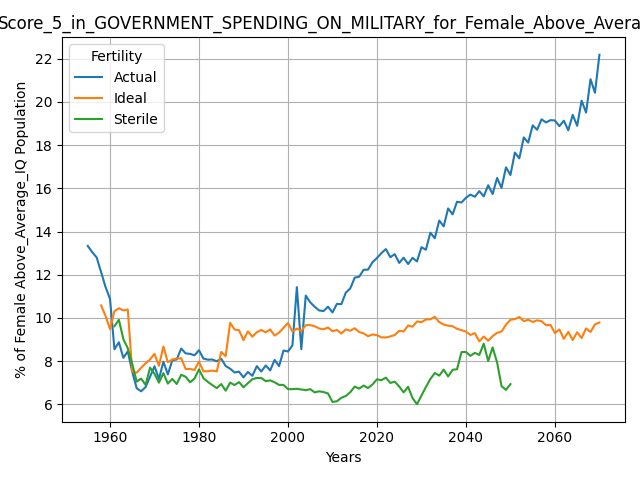 Score_5_in_GOVERNMENT_SPENDING_ON_MILITARY_for_Female_Above_Avera
% of Female Above_Average_IQ Population
Fertility
Actual
Ideal
Sterile
22
20
18
16
14
12
10
8
6
1960 1980 2000 2020 2040 2060
Years